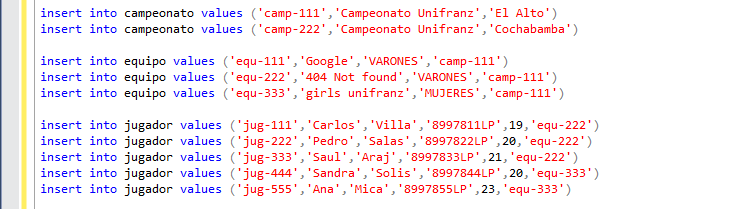 insert into campeonato values ('camp-111','Campeonato Unifranz','El Alto')
insert into campeonato values ('camp-222','Campeonato Unifranz','Cochabamba')
insert into equipo values ('equ-111','Google','VARONES','camp-111')
insert into equipo values ('equ-222','404 Not found','VARONES','camp-111')
insert into equipo values ('equ-333','girls unifranz','MUJERES','camp-111')
insert into jugador values ('jug-111','Carlos','Villa','8997811LP',19,'equ-222')
insert into jugador values ('jug-222','Pedro','Salas','8997822LP',20,'equ-222')
insert into jugador values ('jug-333','Saul','Araj','8997833LP',21,'equ-222')
insert into jugador values ('jug-444','Sandra','Solis','8997844LP',20,'equ-333')
insert into jugador values ('jug-555','Ana','Mica','8997855LP',23,'equ-333')